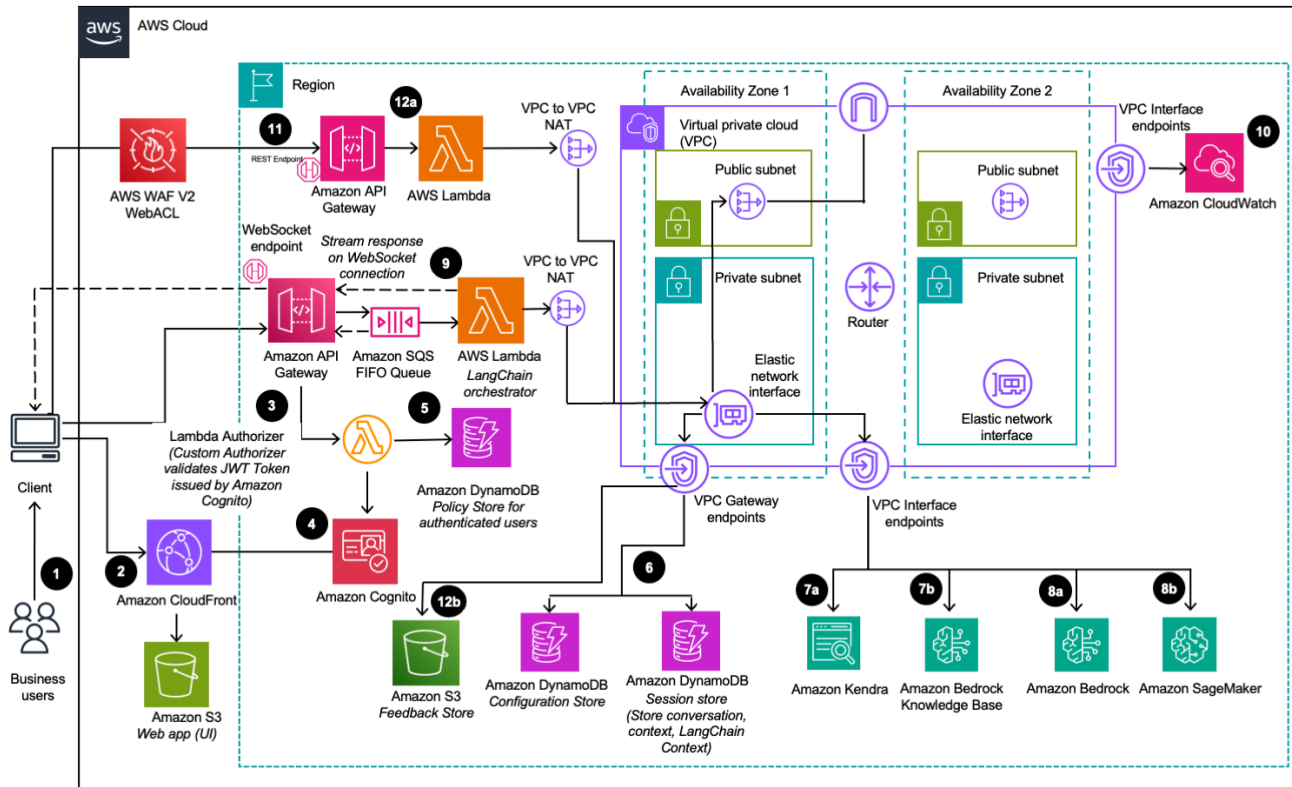 aws
AWS Cloud
Region
11
12a
REST Endpoint
Amazon API
Gateway
AWS Lambda
VPC to VPC
NAT
AWS WAF V2
WebACL
Availability Zone 1
Availability Zone 2
Virtual private cloud
(VPC)
Public subnet
Public subnet
VPC Interface
endpoints
10
Amazon CloudWatch
WebSocket
endpoint
Stream response
on WebSocket
connection
9
VPC to VPC
NAT
Private subnet
Private subnet
Router
Amazon API
Gateway
Amazon SQS
FIFO Queue
AWS Lambda
LangChain
orchestrator
Elastic
network
interface
Elastic network
interface
3
5
Lambda Authorizer
(Custom Authorizer
validates JWT Token
issued by Amazon
Cognito)
Amazon DynamoDB
Policy Store for
authenticated users
Client
VPC Gateway
endpoints
VPC Interface
endpoints
1
2
4
Amazon CloudFront
Amazon Cognito
6
12b
7a
7b
8a
8b
Business
users
Amazon S3
Web app (UI)
Amazon S3
Feedback Store
Amazon DynamoDB
Configuration Store
Amazon DynamoDB
Session store
(Store conversation,
context, LangChain
Context)
Amazon Kendra
Amazon Bedrock
Knowledge Base
Amazon Bedrock
Amazon SageMaker